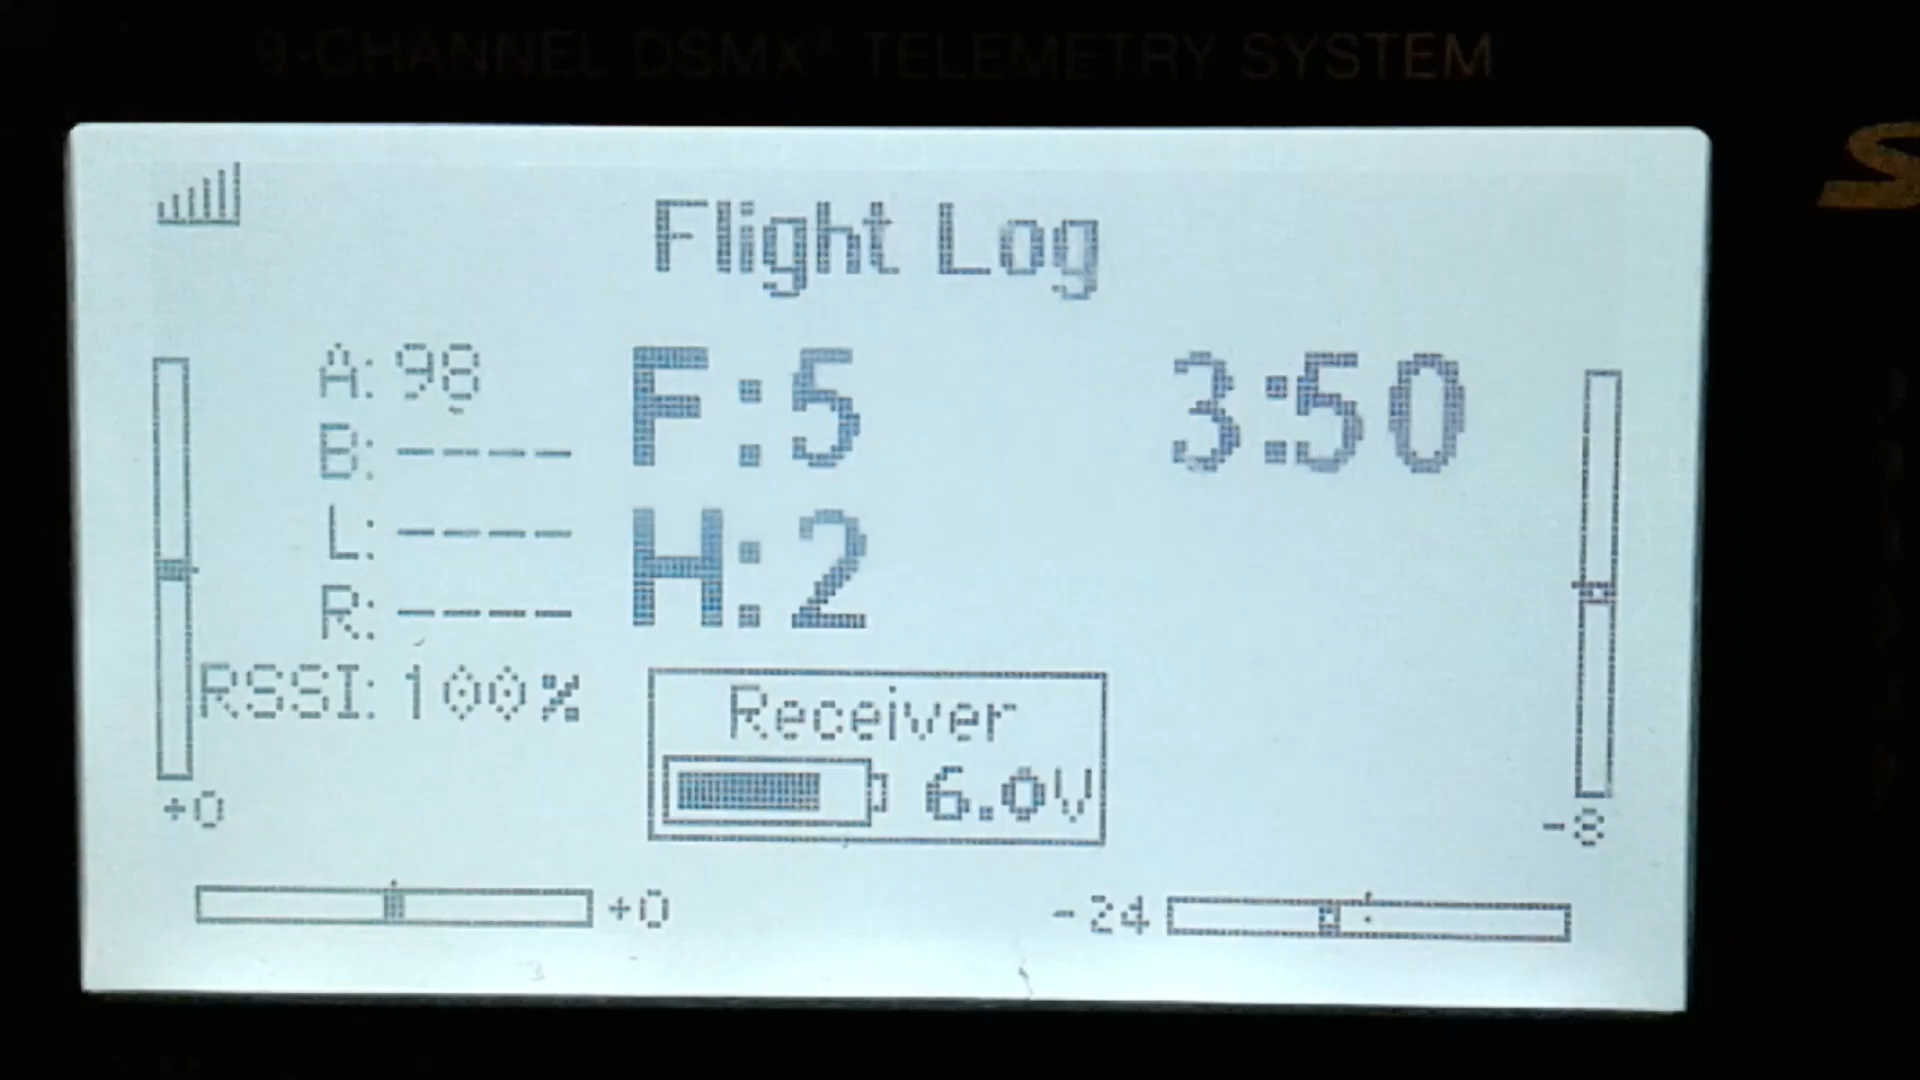 9-CHANNEL DSMX® TELEMETRY SYSTEM
Flight Log
A: 98
B: ----
L: ----
R: ----
RSSI: 100%
F:5
H:2
3:50
Receiver
6.0V
+0
-8
+0
-24